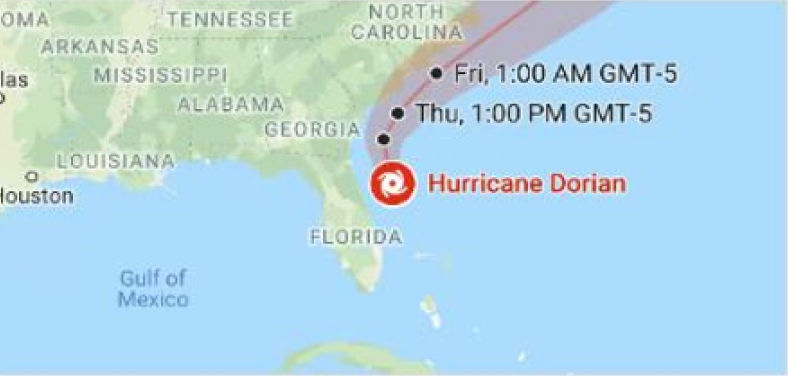 OMA
TENNESSEE
NORTH
CAROLINA
ARKANSAS
las
MISSISSIPPI
Fri, 1:00 AM GMT-5
ALABAMA
Thu, 1:00 PM GMT-5
GEORGIA
LOUISIANA
Houston
Hurricane Dorian
FLORIDA
Gulf of
Mexico